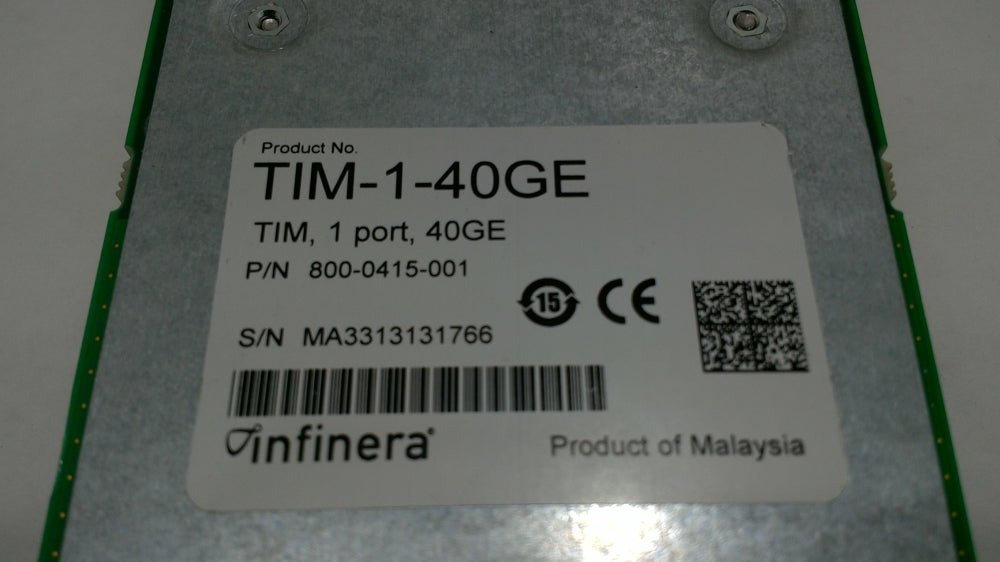 Product No.
TIM-1-40GE
TIM, 1 port, 40GE
P/N 800-0415-001
15 CE
S/N MA3313131766
infinera
Product of Malaysia